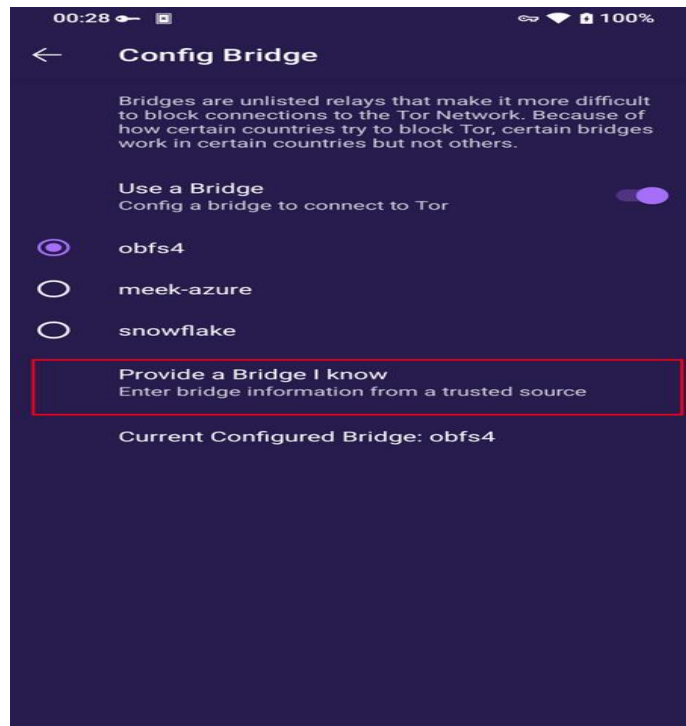 00:28 100%
Config Bridge
Bridges are unlisted relays that make it more difficult
to block connections to the Tor Network. Because of
how certain countries try to block Tor, certain bridges
work in certain countries but not others.
Use a Bridge
Config a bridge to connect to Tor
obfs4
meek-azure
snowflake
Provide a Bridge I know
Enter bridge information from a trusted source
Current Configured Bridge: obfs4